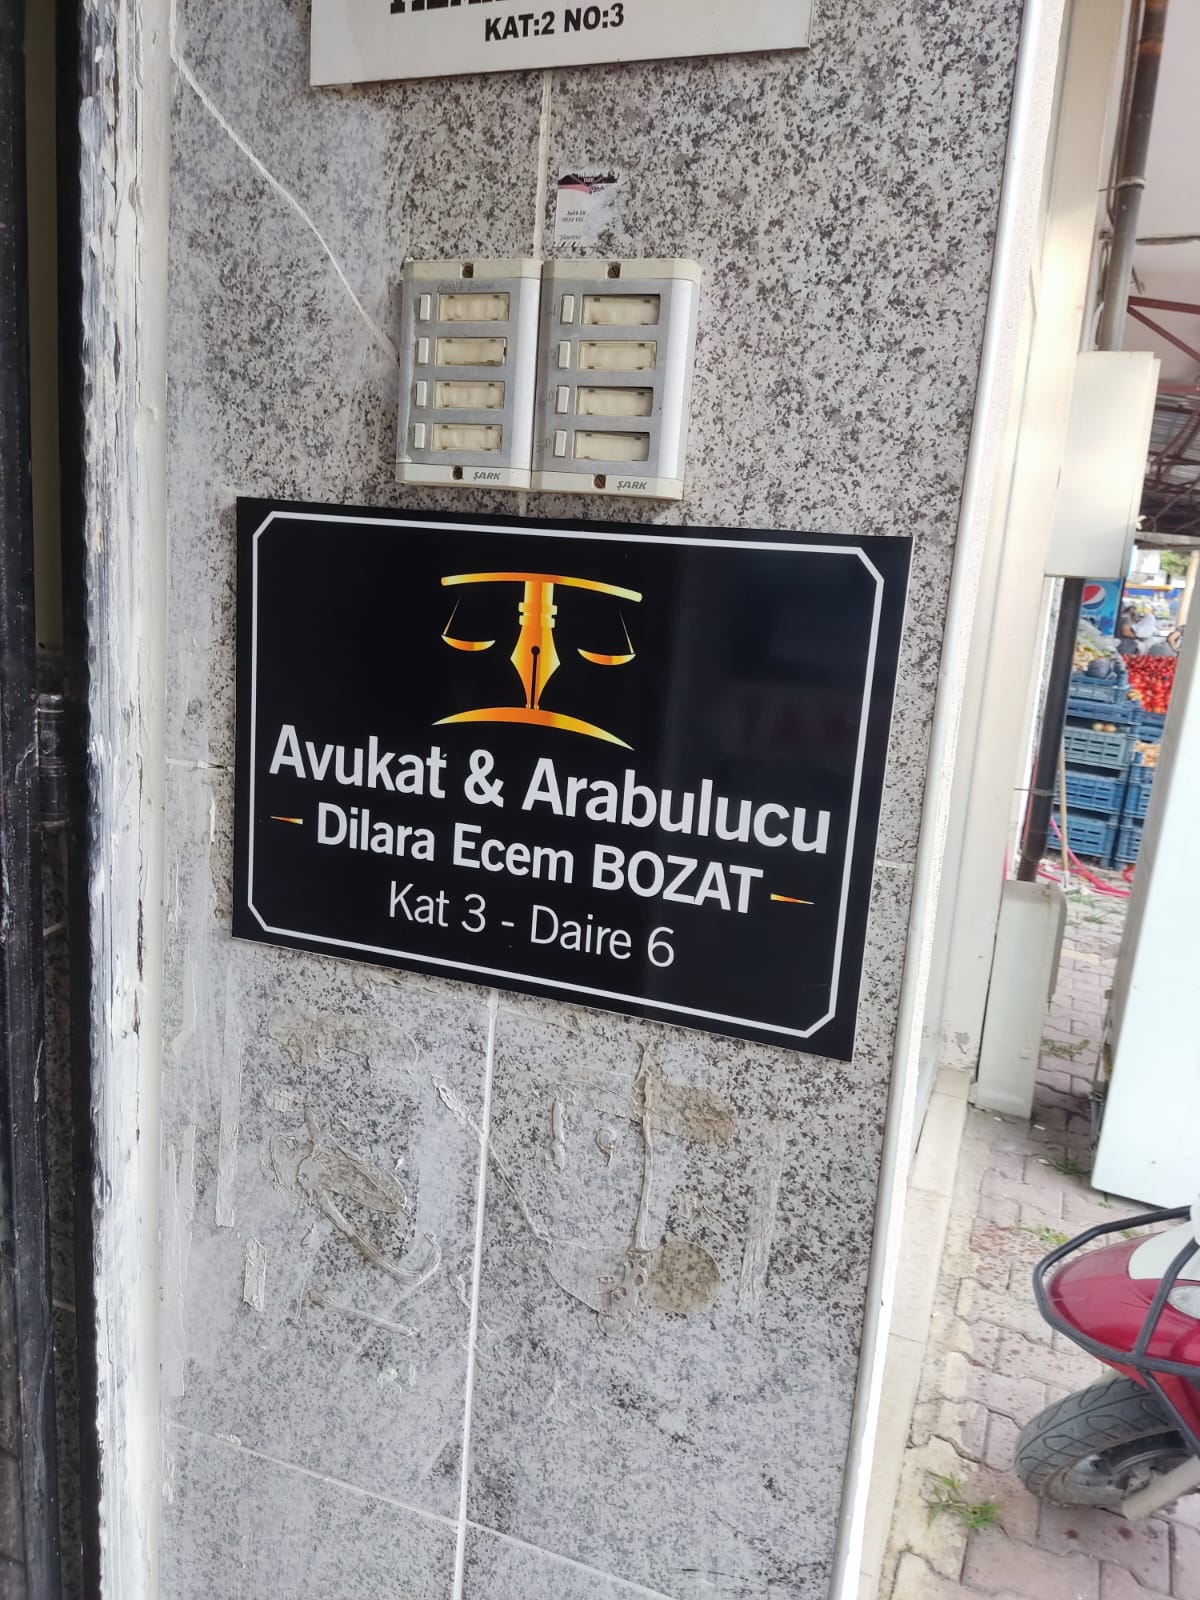 KAT:2 NO:3
ŞARK
ŞARK
Avukat & Arabulucu
Dilara Ecem BOZAT
Kat 3 - Daire 6